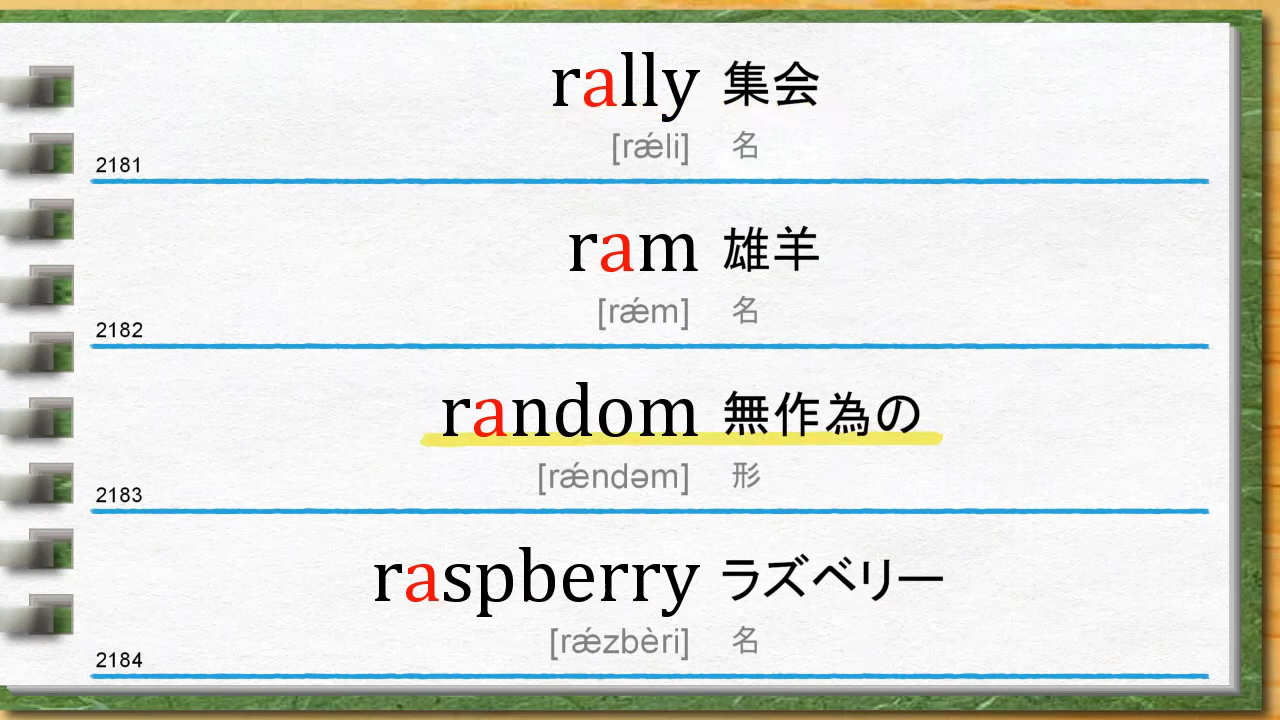 rally 集会
[rǽli] 名
2181
ram 雄羊
[rǽm] 名
2182
random 無作為の
[rǽndəm] 形
2183
raspberry ラズベリー
[rǽzbèri] 名
2184